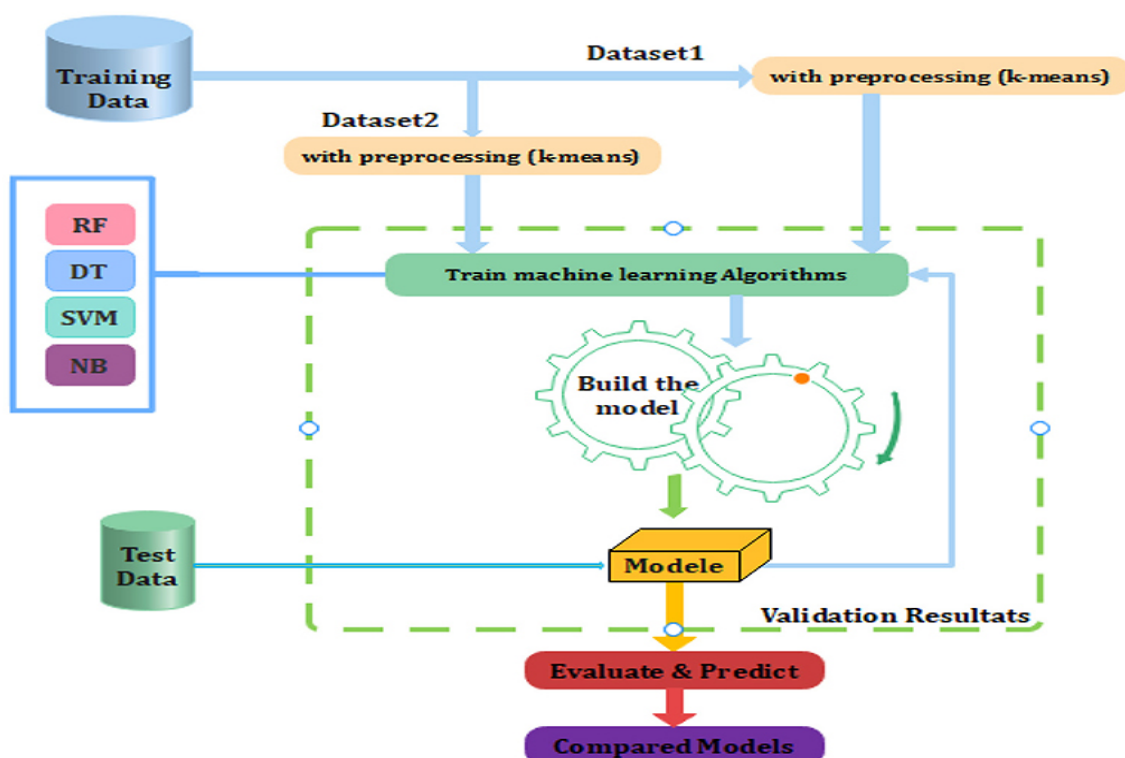 Training
Data
Dataset1
with preprocessing (k-means)
Dataset2
with preprocessing (k-means)
RF
DT
SVM
NB
Train machine learning Algorithms
Build the
model
Test
Data
Modele
Validation Resultats
Evaluate & Predict
Compared Models